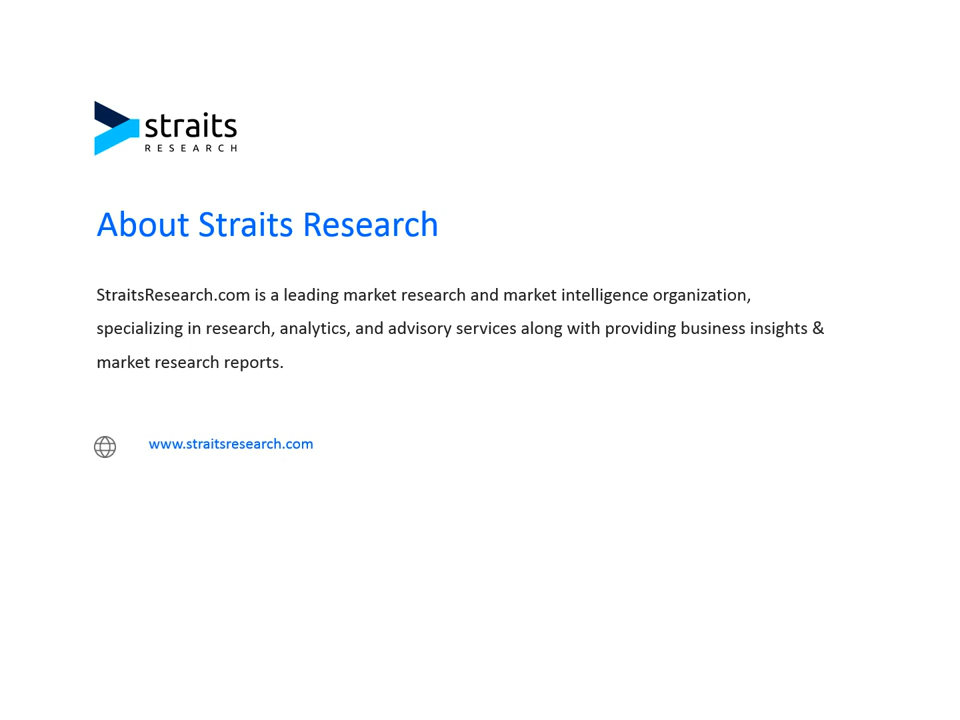 straits
RESEARCH
About Straits Research
StraitsResearch.com is a leading market research and market intelligence organization,
specializing in research, analytics, and advisory services along with providing business insights &
market research reports.
www.straitsresearch.com